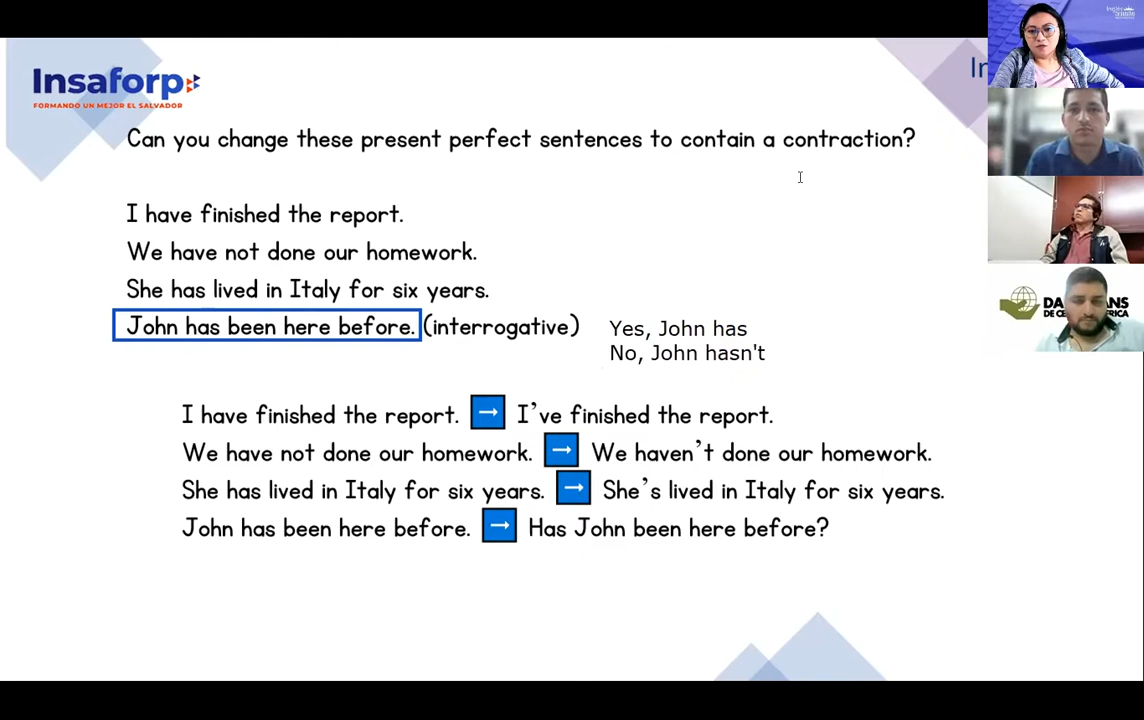 Insaforp
FORMANDO UN MEJOR EL SALVADOR
Can you change these present perfect sentences to contain a contraction?
I have finished the report.
We have not done our homework.
She has lived in Italy for six years.
John has been here before. (interrogative)
Yes, John has
No, John hasn't
I have finished the report. → I've finished the report.
We have not done our homework. → We haven't done our homework.
She has lived in Italy for six years. → She's lived in Italy for six years.
John has been here before. → Has John been here before?